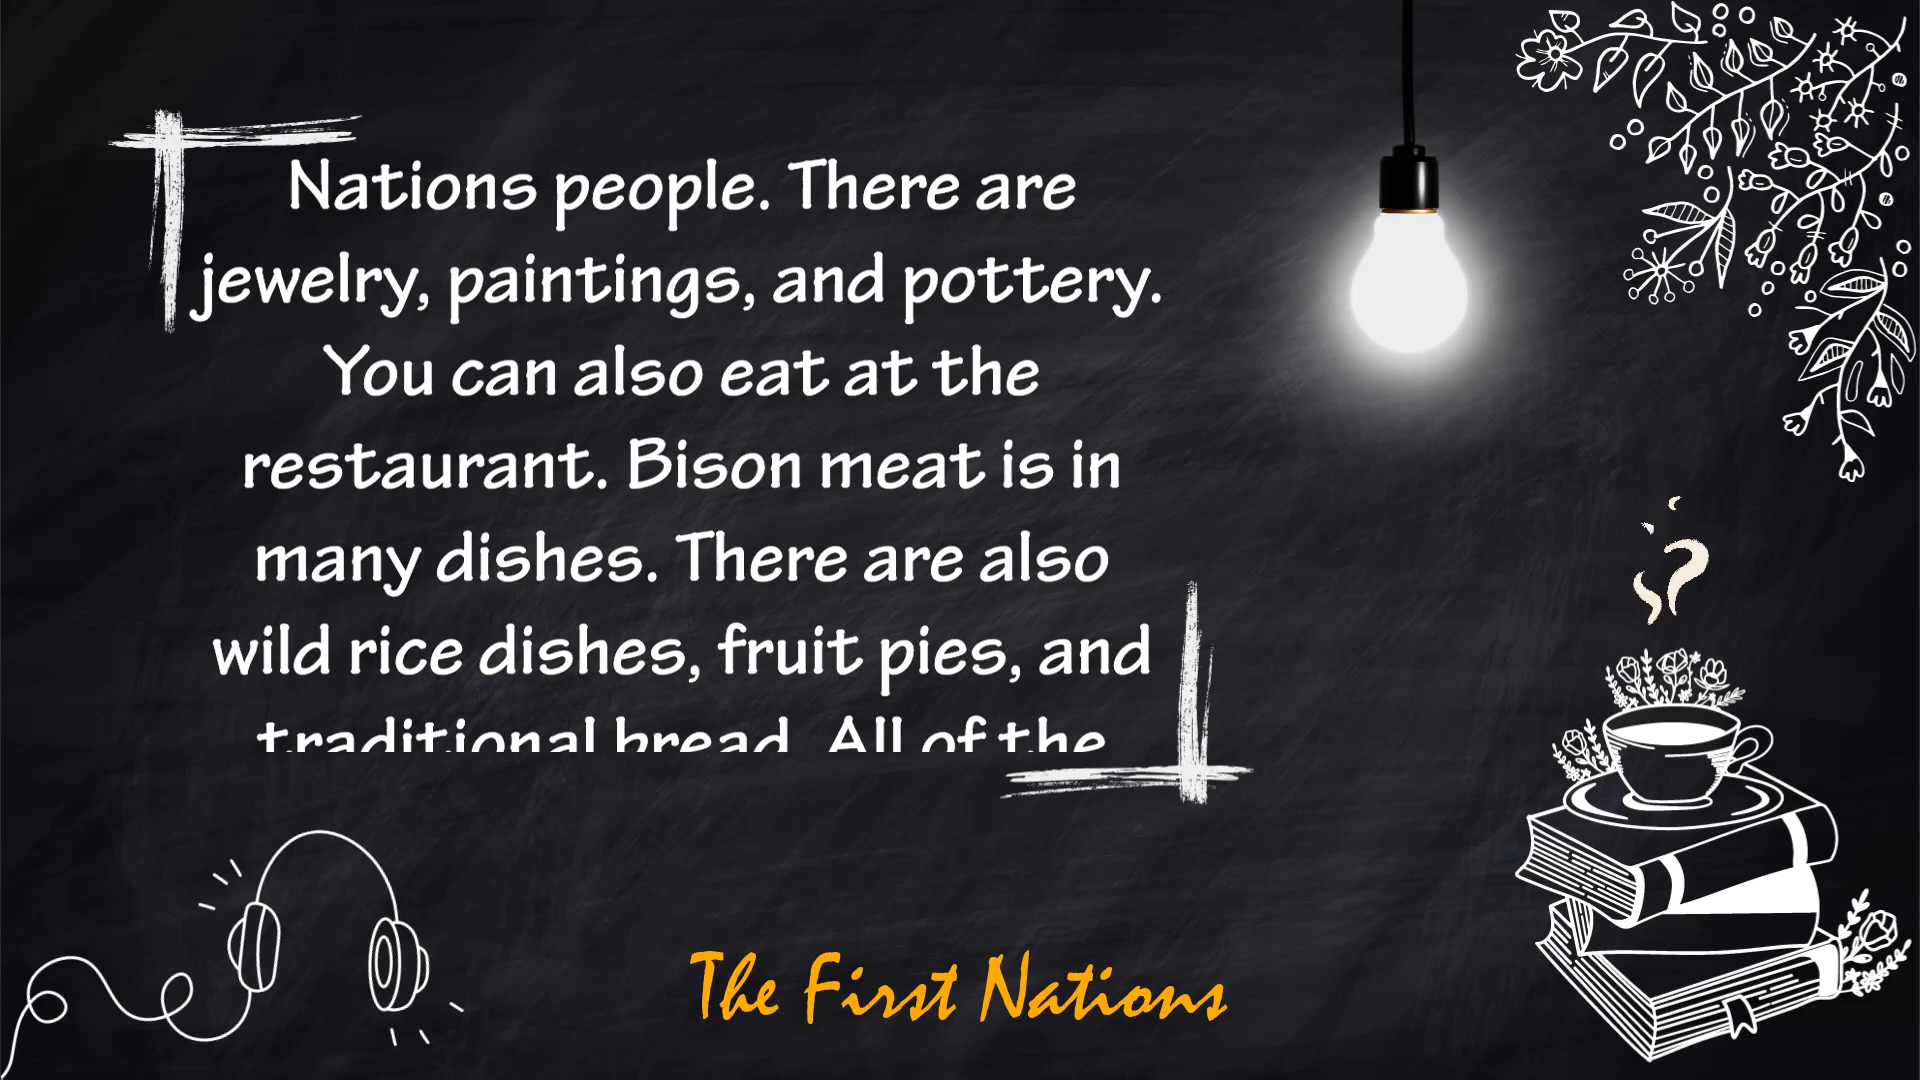 Nations people. There are
jewelry, paintings, and pottery.
You can also eat at the
restaurant. Bison meat is in
many dishes. There are also
wild rice dishes, fruit pies, and
traditional bread. All of the
The First Nations